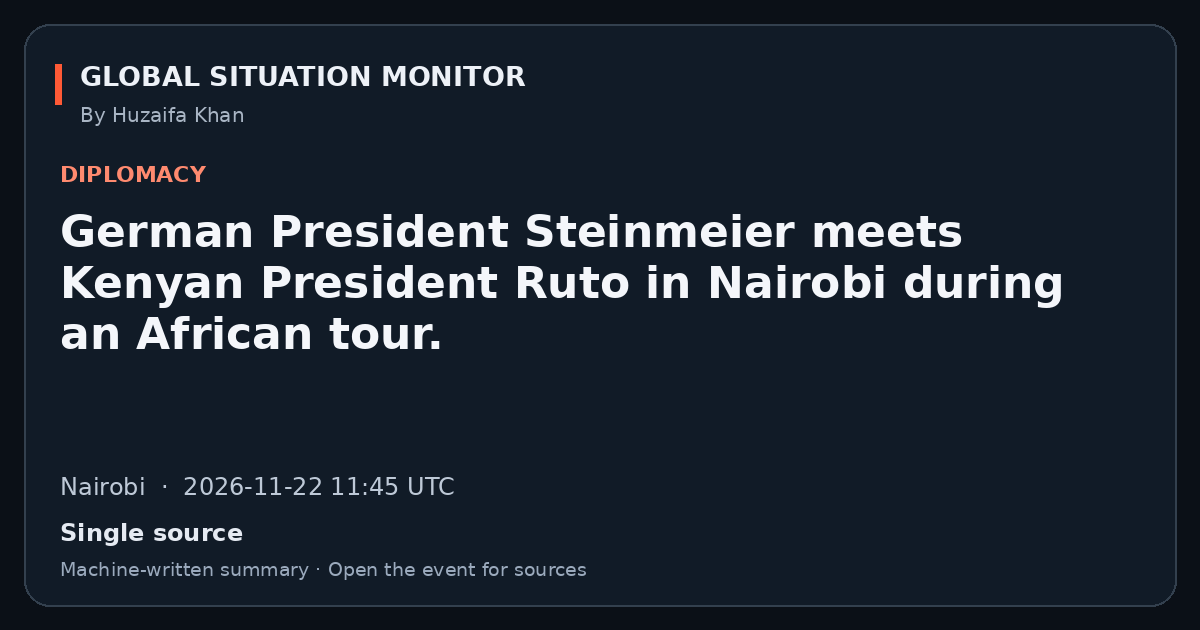 GLOBAL SITUATION MONITOR
By Huzaifa Khan
DIPLOMACY
German President Steinmeier meets
Kenyan President Ruto in Nairobi during
an African tour.
Nairobi · 2026-11-22 11:45 UTC
Single source
Machine-written summary · Open the event for sources